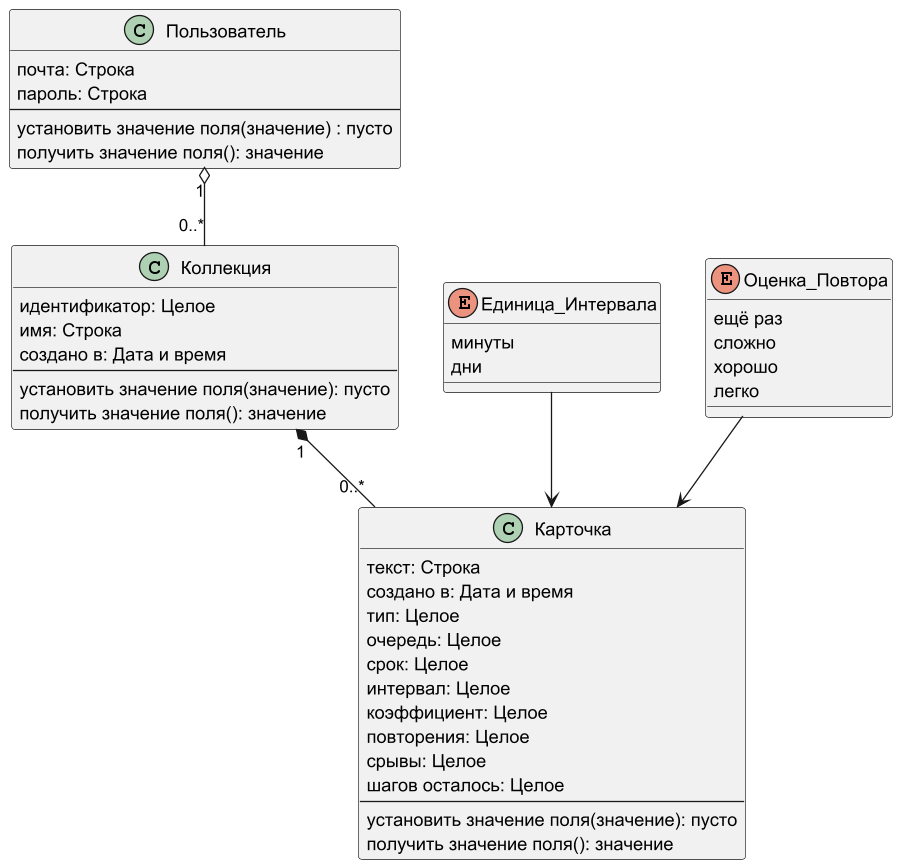 C Пользователь
почта: Строка
пароль: Строка
установить значение поля(значение) : пусто
получить значение поля(): значение
1
0..*
C Коллекция
идентификатор: Целое
имя: Строка
создано в: Дата и время
установить значение поля(значение): пусто
получить значение поля(): значение
1
0..*
E Единица_Интервала
минуты
дни
E Оценка_Повтора
ещё раз
сложно
хорошо
легко
C Карточка
текст: Строка
создано в: Дата и время
тип: Целое
очередь: Целое
срок: Целое
интервал: Целое
коэффициент: Целое
повторения: Целое
срывы: Целое
шагов осталось: Целое
установить значение поля(значение): пусто
получить значение поля(): значение